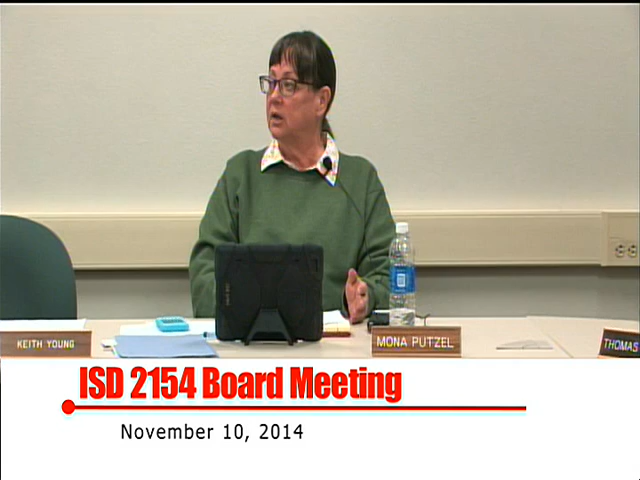 KEITH YOUNG
MONA PUTZEL
THOMAS
ISD 2154 Board Meeting
November 10, 2014